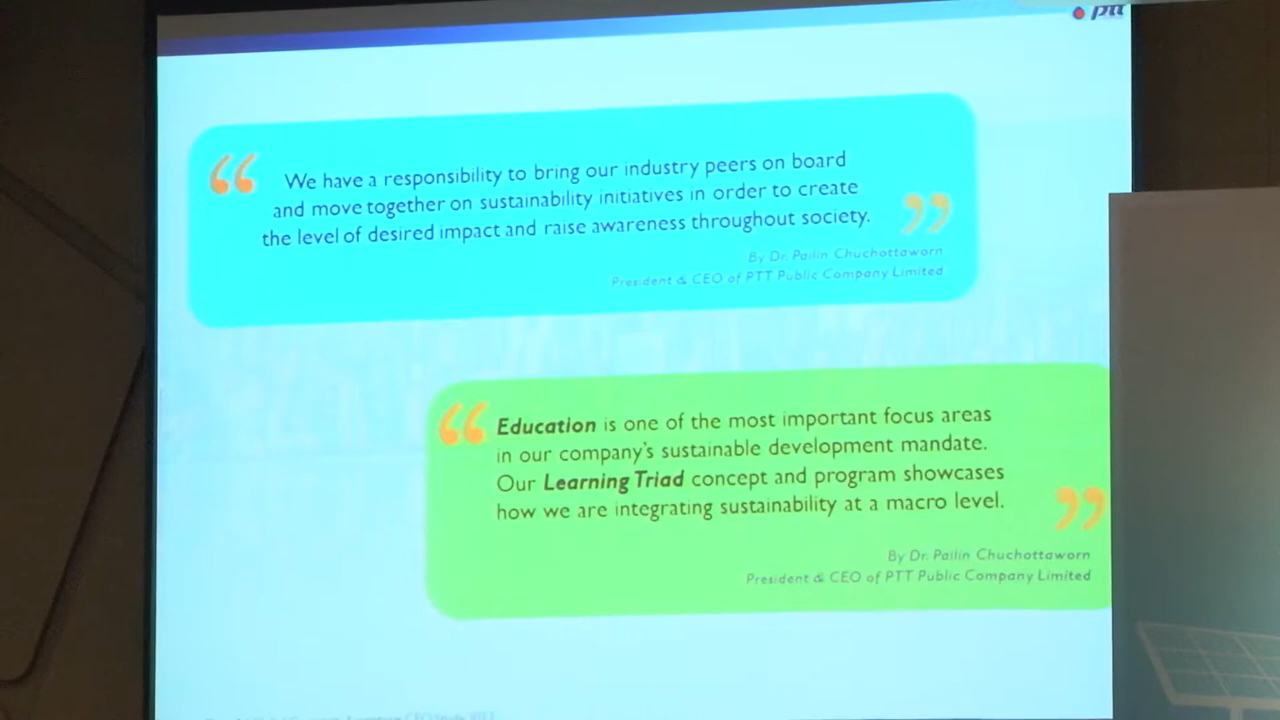 ptt
“ We have a responsibility to bring our industry peers on board
and move together on sustainability initiatives in order to create
the level of desired impact and raise awareness throughout society. ”
By Dr. Pailin Chuchottaworn
President & CEO of PTT Public Company Limited
“ Education is one of the most important focus areas
in our company's sustainable development mandate.
Our Learning Triad concept and program showcases
how we are integrating sustainability at a macro level. ”
By Dr. Pailin Chuchottaworn
President & CEO of PTT Public Company Limited